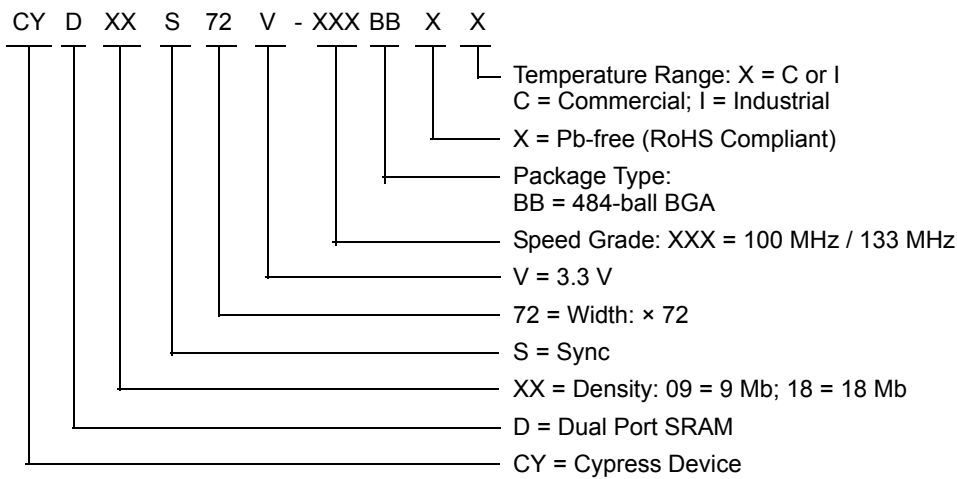 CY D XX S 72 V - XXX BB X X
Temperature Range: X = C or I
C = Commercial; I = Industrial
X = Pb-free (RoHS Compliant)
Package Type:
BB = 484-ball BGA
Speed Grade: XXX = 100 MHz / 133 MHz
V = 3.3 V
72 = Width: × 72
S = Sync
XX = Density: 09 = 9 Mb; 18 = 18 Mb
D = Dual Port SRAM
CY = Cypress Device